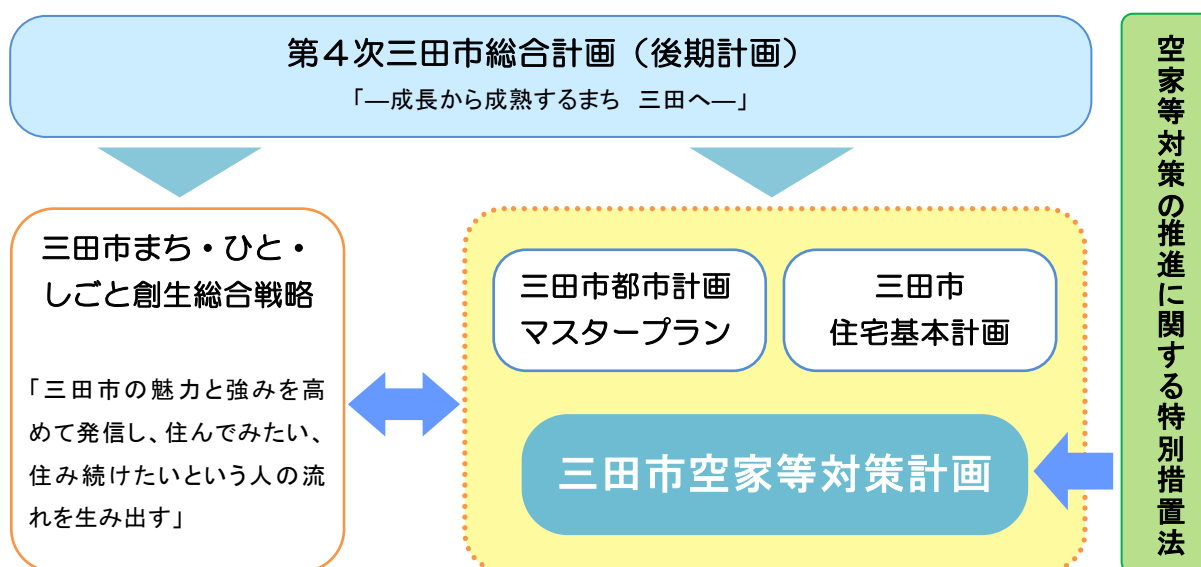 第4次三田市総合計画（後期計画）
「―成長から成熟するまち　三田へ―」
三田市まち・ひと・
しごと創生総合戦略
「三田市の魅力と強みを高
めて発信し、住んでみたい、
住み続けたいという人の流
れを生み出す」
三田市都市計画
マスタープラン
三田市
住宅基本計画
三田市空家等対策計画
空家等対策の推進に関する特別措置法